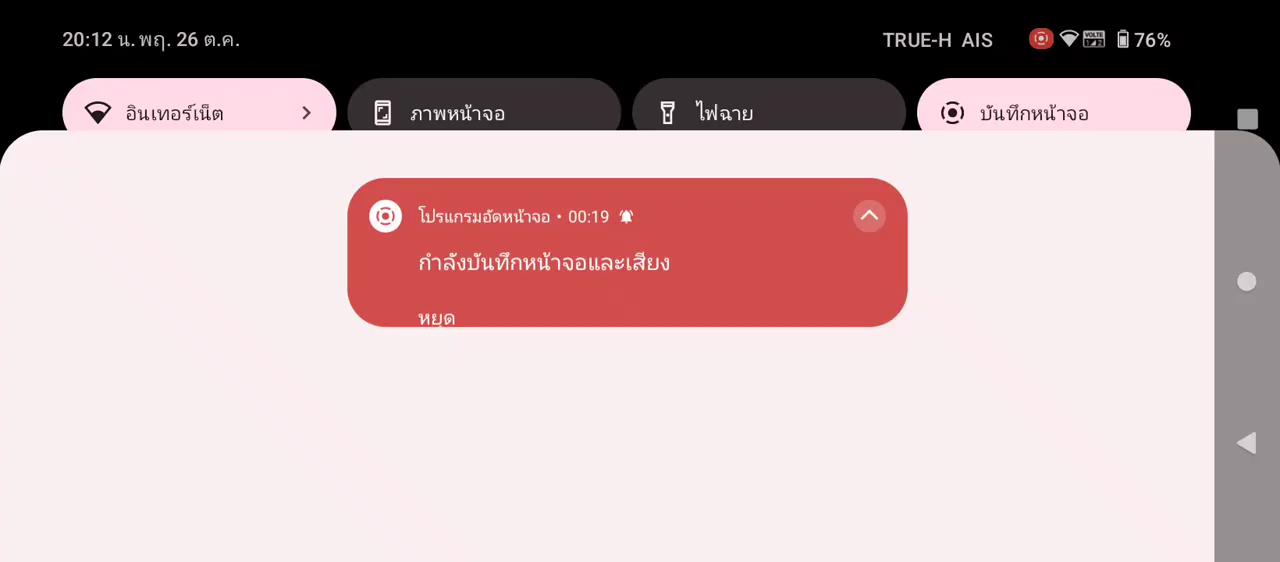 20:12 น. พฤ. 26 ต.ค. TRUE-H AIS VOLTE 1 2 76%
อินเทอร์เน็ต ภาพหน้าจอ ไฟฉาย บันทึกหน้าจอ
โปรแกรมอัดหน้าจอ • 00:19
กำลังบันทึกหน้าจอและเสียง
หยุด